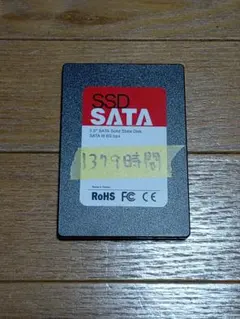 SSD
SATA
2.5" SATA Solid State Disk
SATA III 6Gbps
1379時間
RoHS FC CE